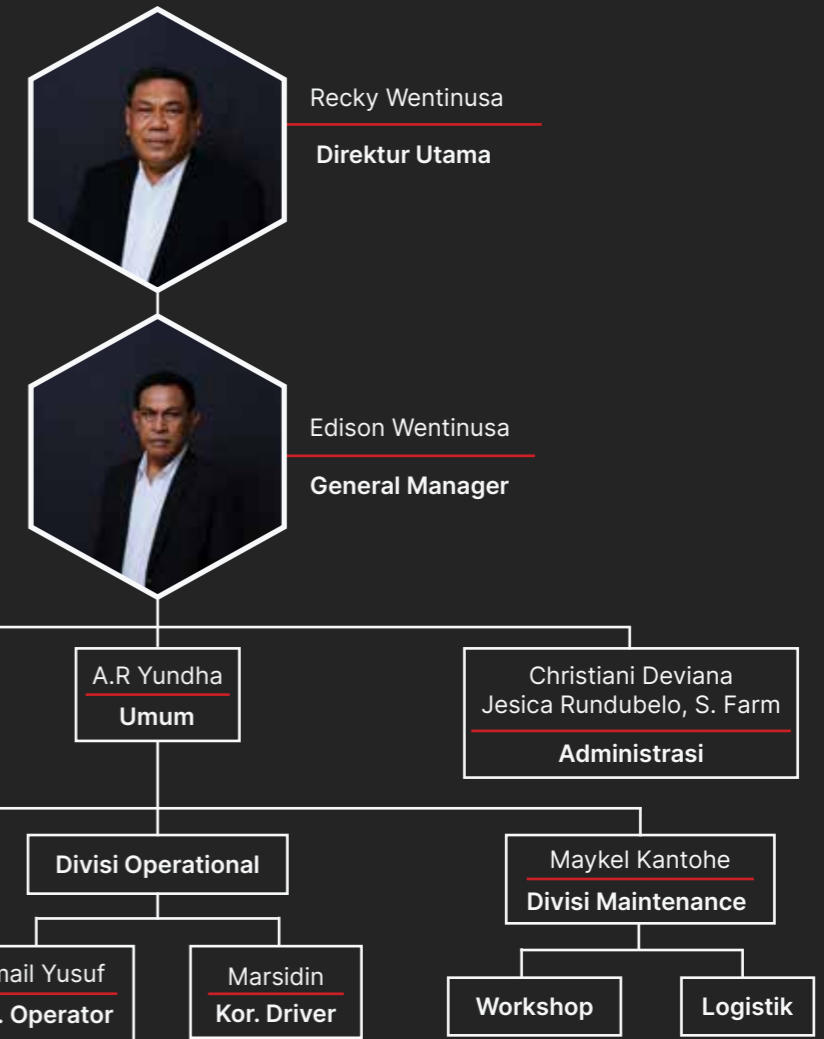 Recky Wentinusa
Direktur Utama
Edison Wentinusa
General Manager
A.R Yundha
Umum
Christiani Deviana
Jesica Rundubelo, S. Farm
Administrasi
Divisi Operational
Maykel Kantohe
Divisi Maintenance
Yusuf
Operator
Marsidin
Kor. Driver
Workshop
Logistik